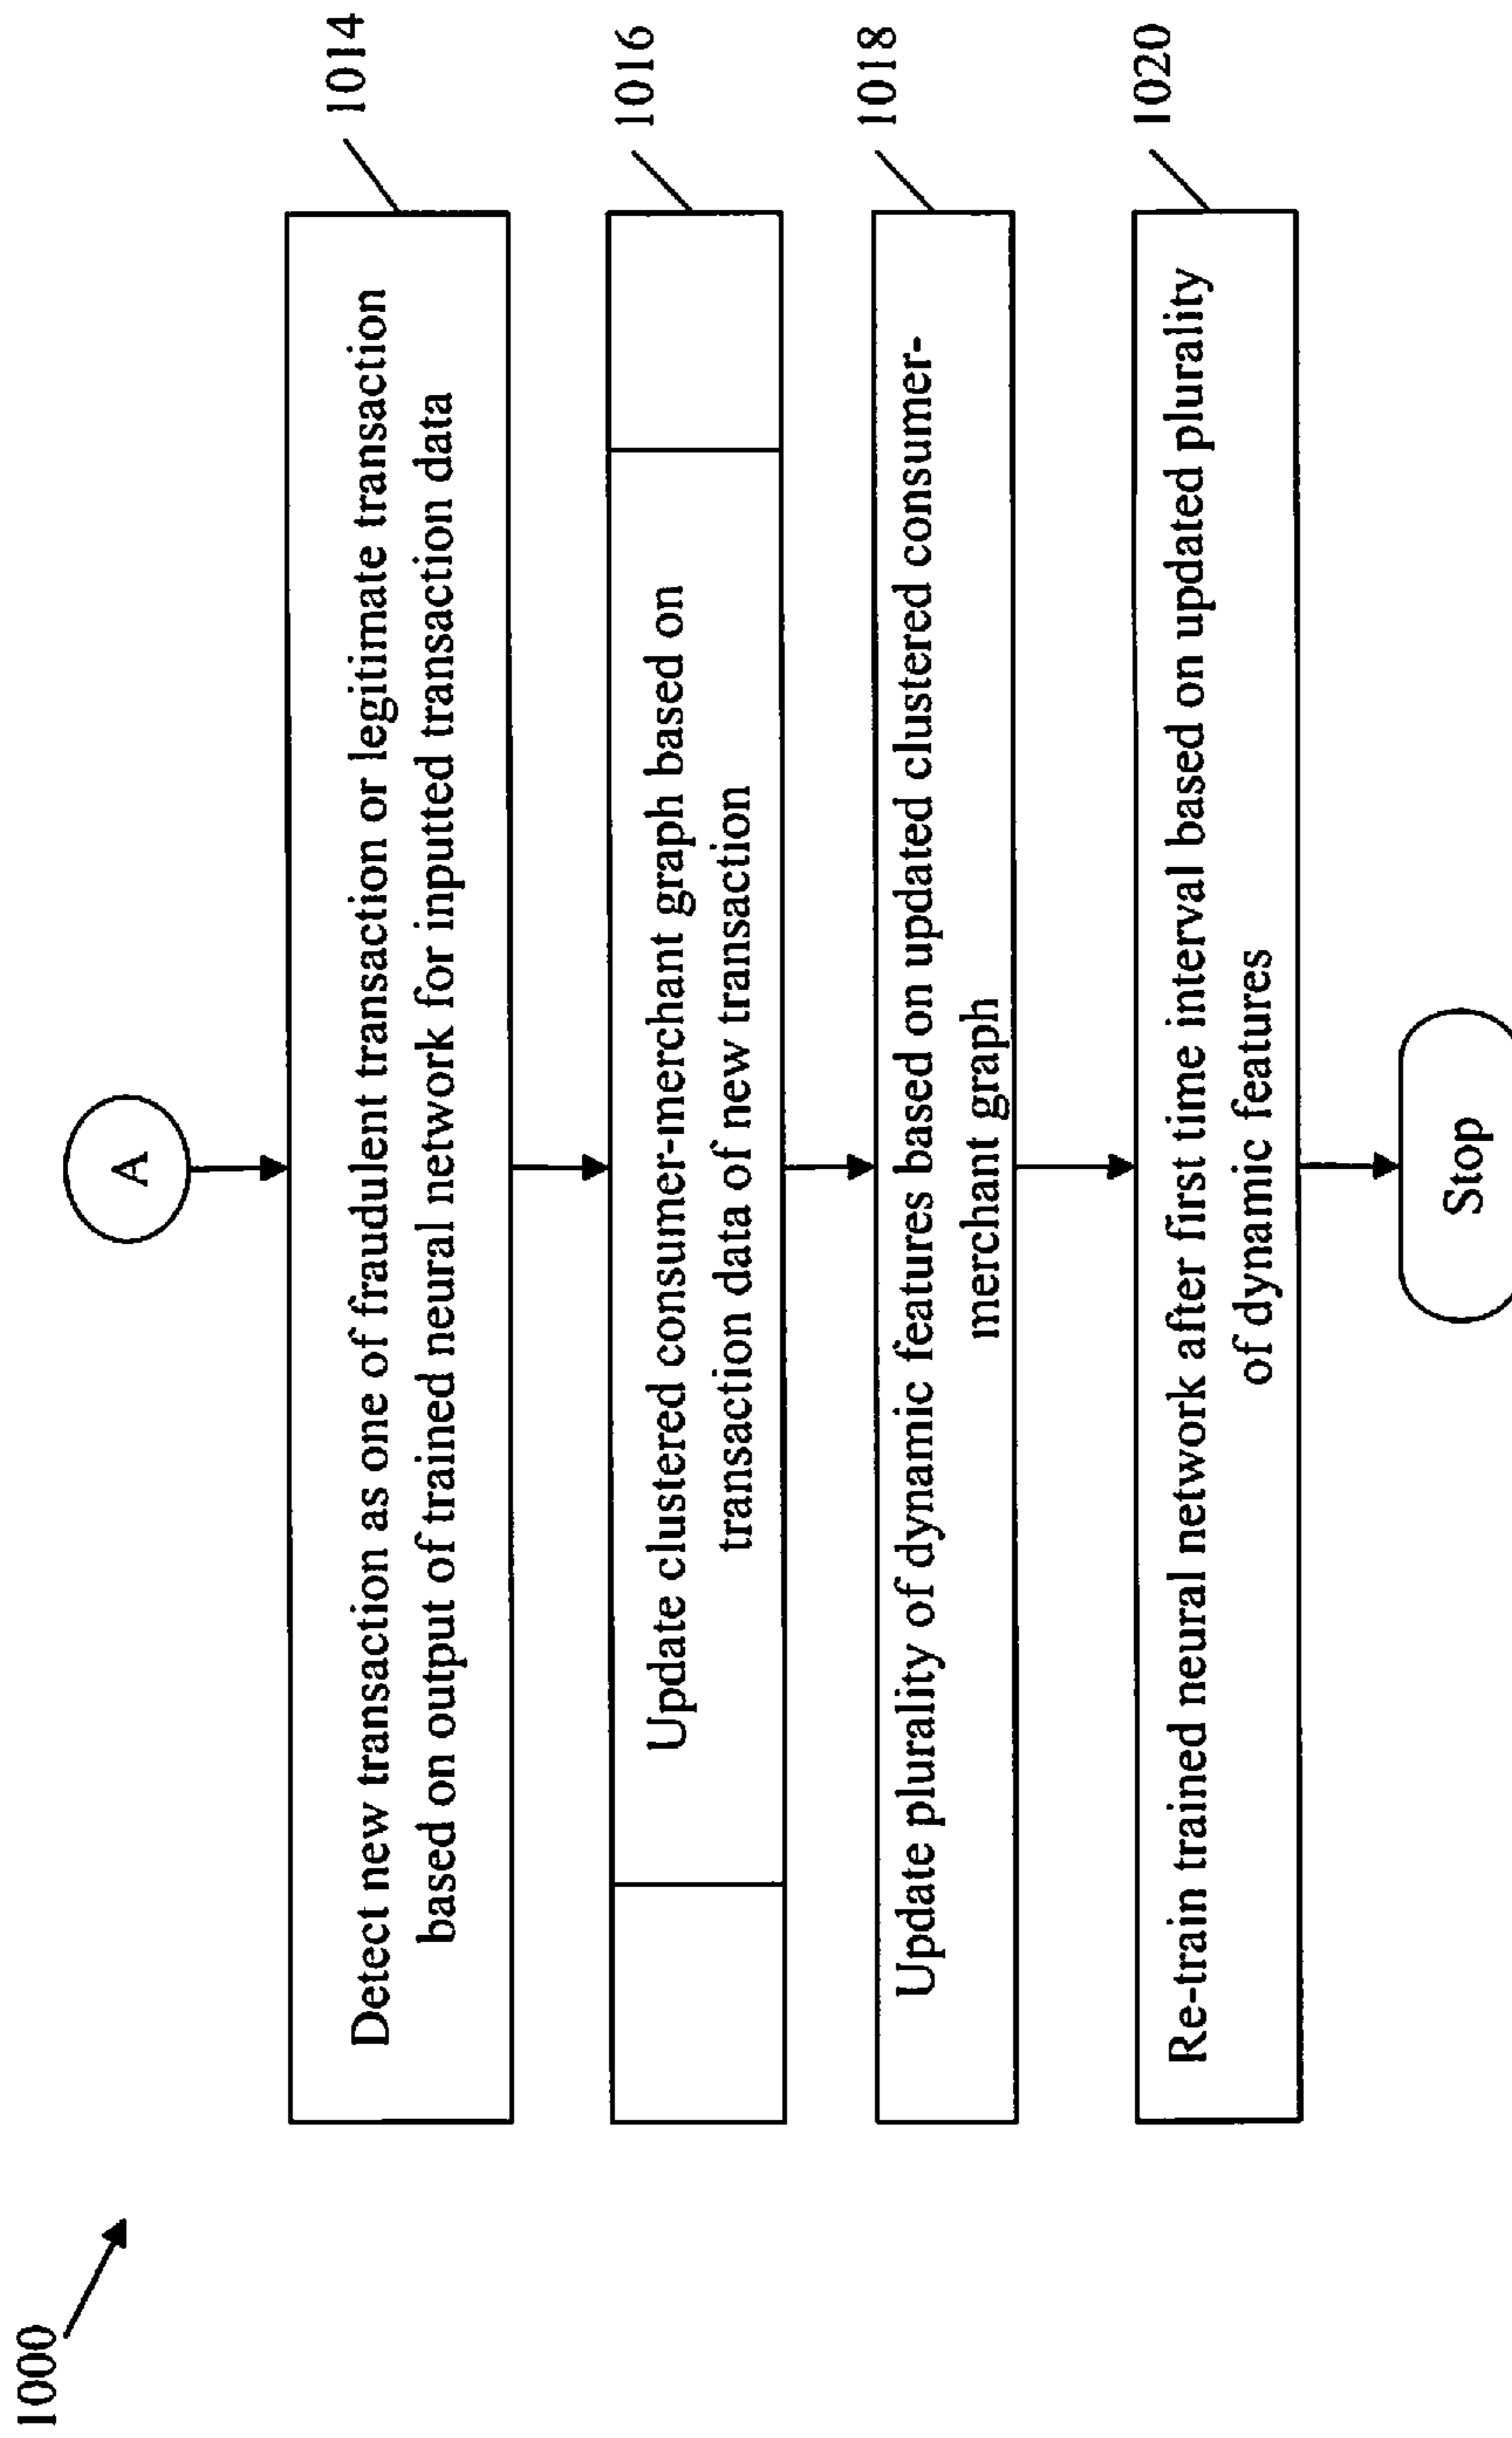 1000
A
1014
Detect new transaction as one of fraudulent transaction or legitimate transaction
based on output of trained neural network for inputted transaction data
1016
Update clustered consumer-merchant graph based on
transaction data of new transaction
1018
Update plurality of dynamic features based on updated clustered consumer-
merchant graph
1020
Re-train trained neural network after first time interval based on updated plurality
of dynamic features
Stop